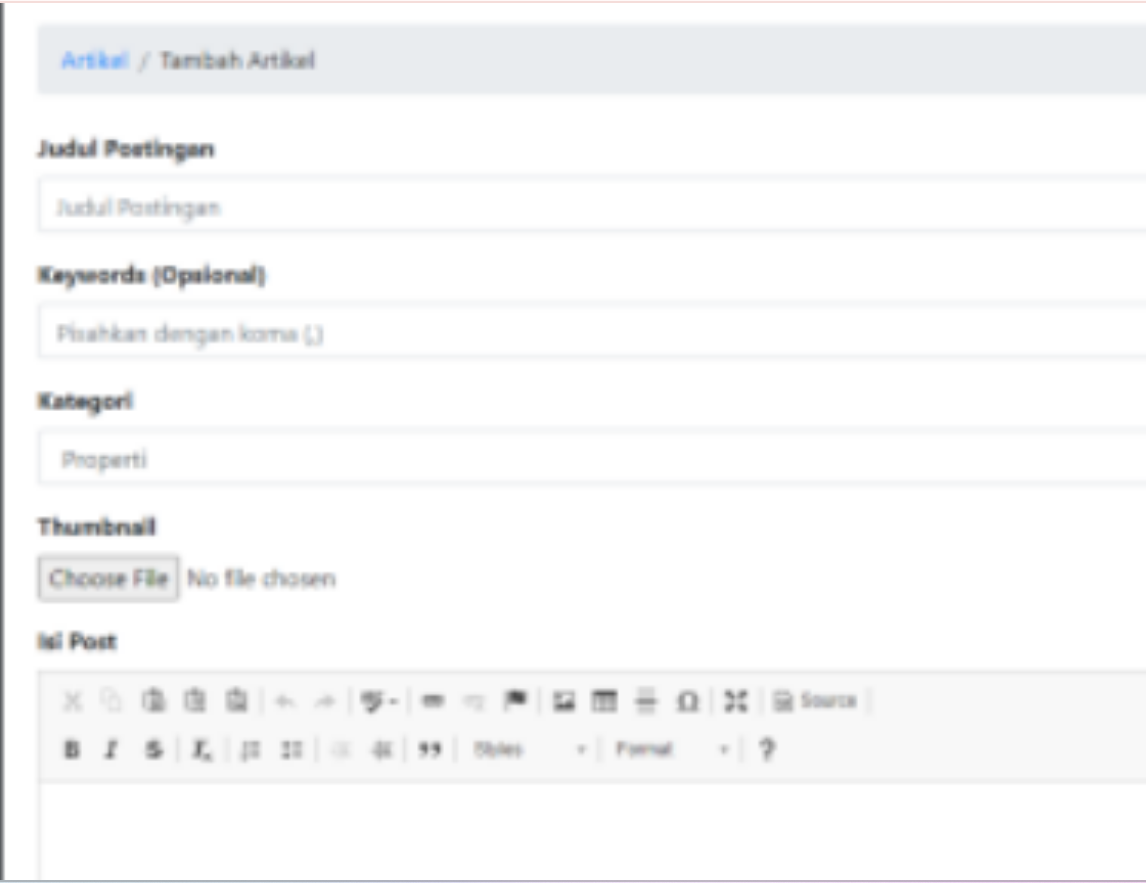 Artikel / Tambah Artikel
Judul Postingan
Judul Postingan
Keywords (Opsional)
Pisahkan dengan koma (,)
Kategori
Properti
Thumbnail
Choose File No file chosen
Isi Post
Source
B I S Ix 99 Styles Format ?